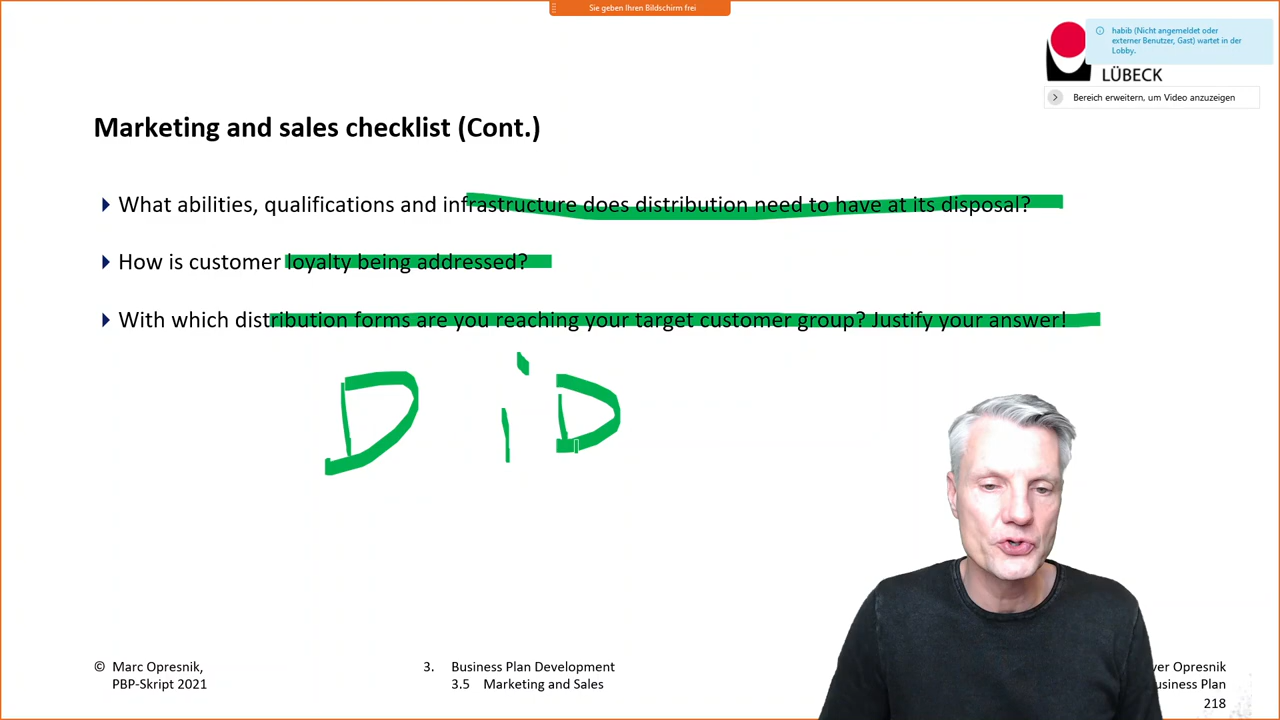 Sie geben Ihren Bildschirm frei
habib (Nicht angemeldet oder
externer Benutzer, Gast) wartet in der
Lobby.
LÜBECK
Bereich erweitern, um Video anzuzeigen
Marketing and sales checklist (Cont.)
What abilities, qualifications and infrastructure does distribution need to have at its disposal?
How is customer loyalty being addressed?
With which distribution forms are you reaching your target customer group? Justify your answer!
D iD
© Marc Opresnik,
PBP-Skript 2021
3. Business Plan Development
3.5 Marketing and Sales
Opresnik
Plan
218